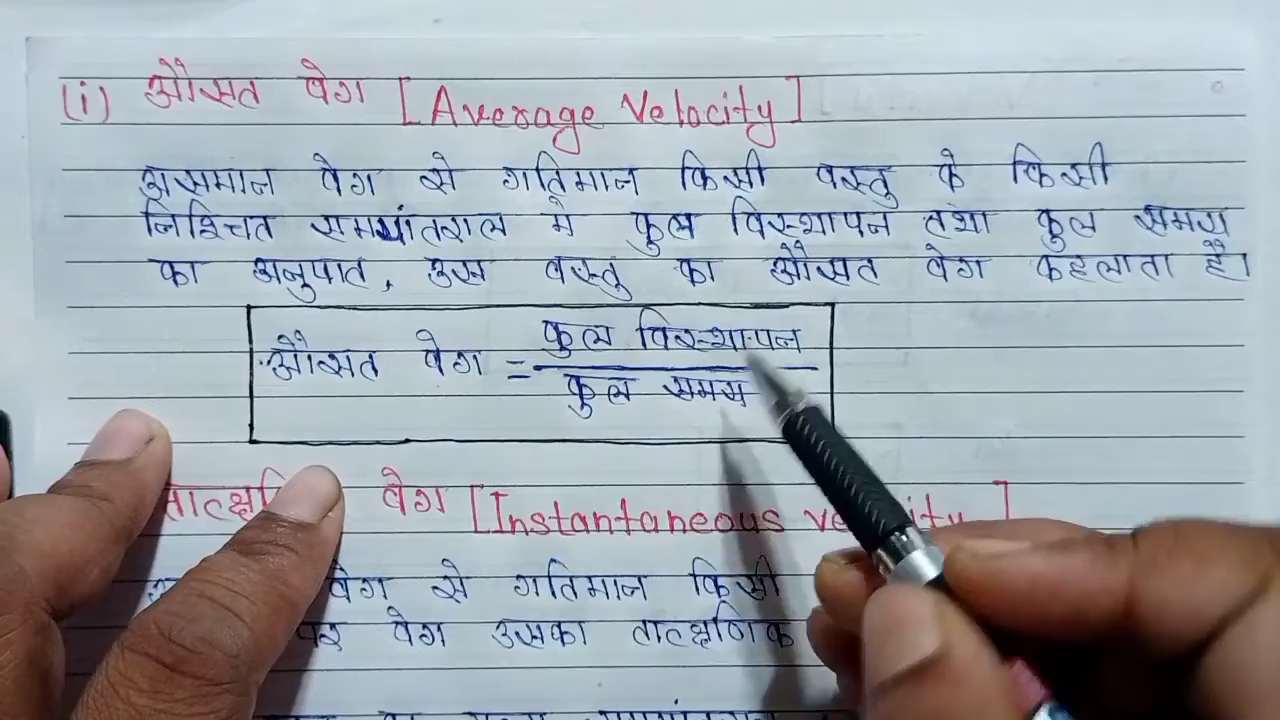 (i) औसत वेग [Average Velocity]
असमान वेग से गतिमान किसी वस्तु के किसी
निश्चित समयांतराल में कुल विस्थापन तथा कुल समय
का अनुपात, उस वस्तु का औसत वेग कहलाता है।
औसत वेग = कुल विस्थापन
कुल समय
वेग [Instantaneous
वेग से गतिमान किसी
पर वेग उसका तात्क्षणिक